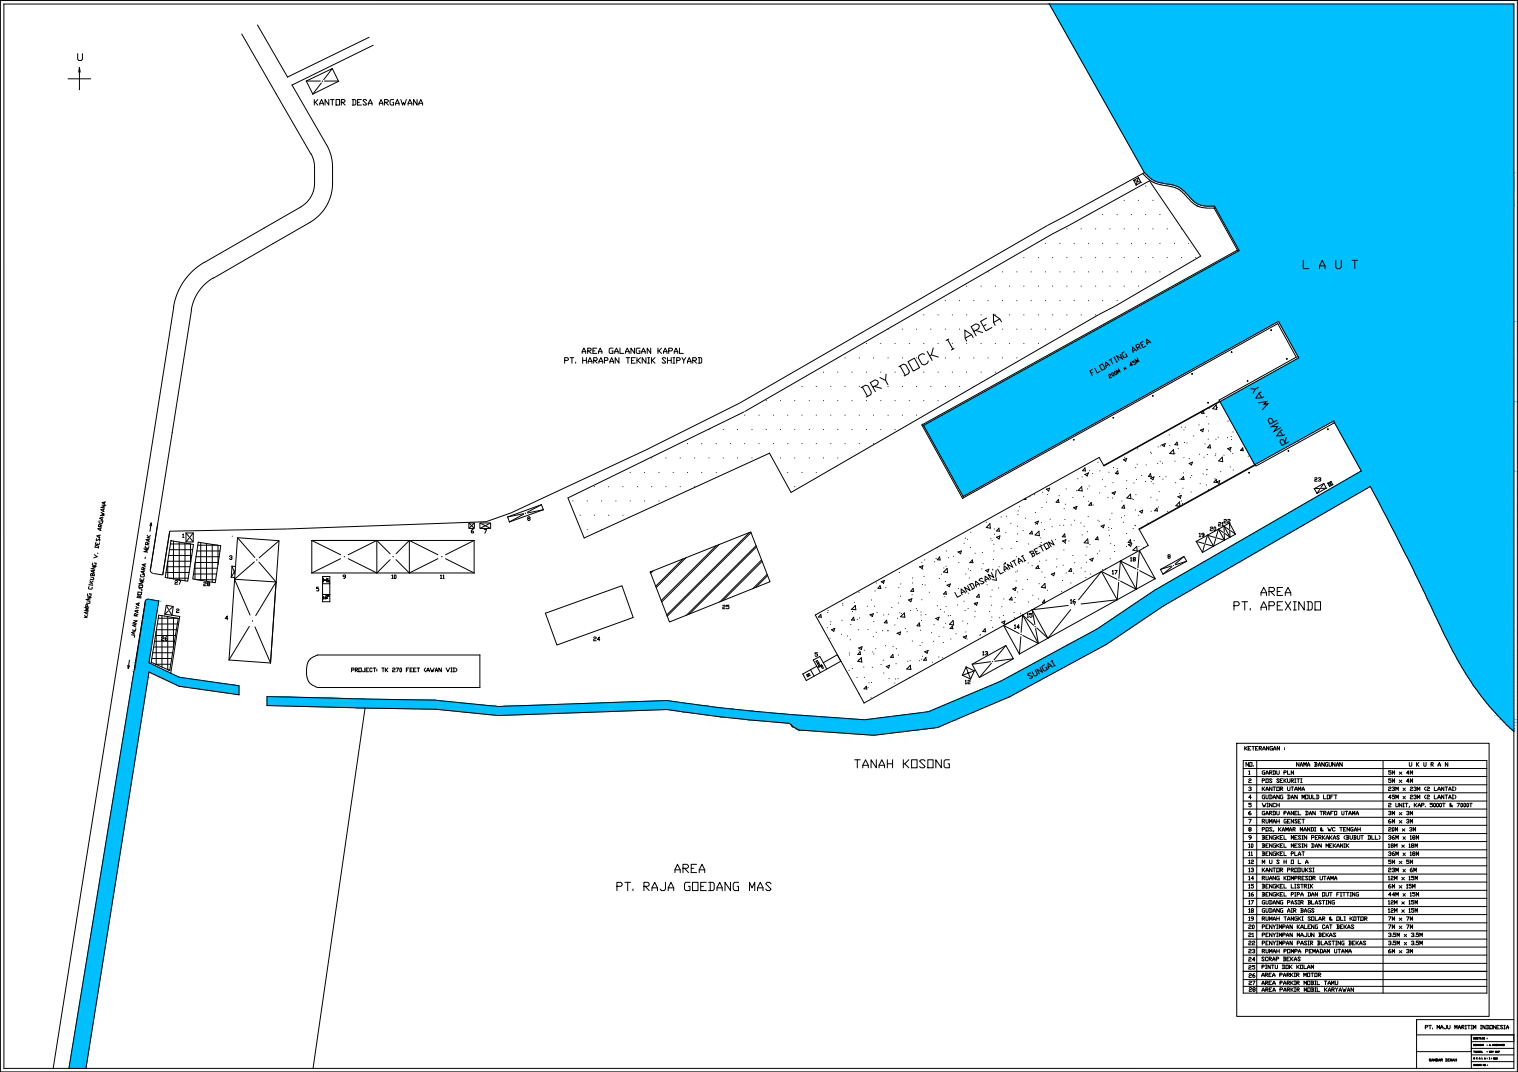 U
KANTOR DESA ARGAWANA
L A U T
DRY DOCK I AREA
FLOATING AREA
200M x 45M
RAMP WAY
AREA GALANGAN KAPAL
PT. HARAPAN TEKNIK SHIPYARD
KAMPUNG CIKUBANG V. DESA ARGAWANA
JALAN RAYA BOJONEGARA - MERAK
LANDASAN/LANTAI BETON
PROJECT: TK 270 FEET (AWAN VII)
SUNGAI
AREA
PT. APEXINDO
TANAH KOSONG
AREA
PT. RAJA GOEDANG MAS
1
2
3
4
5
6
7
8
9
10
11
27
28
26
24
25
5
12
13
14
15
16
17
18
8
19
23
KETERANGAN :
NO. NAMA BANGUNAN U K U R A N
1 GARDU PLN 5M x 4M
2 POS SEKURITI 5M x 4M
3 KANTOR UTAMA 23M x 23M (2 LANTAI)
4 GUDANG DAN MOULD LOFT 45M x 23M (2 LANTAI)
5 WINCH 2 UNIT, KAP. 5000T & 7000T
6 GARDU PANEL DAN TRAFO UTAMA 3M x 3M
7 RUMAH GENSET 6M x 3M
8 POS, KAMAR MANDI & WC TENGAH 20M x 3M
9 BENGKEL MESIN PERKAKAS (BUBUT DLL) 36M x 18M
10 BENGKEL MESIN DAN MEKANIK 18M x 18M
11 BENGKEL PLAT 36M x 18M
12 M U S H O L A 5M x 5M
13 KANTOR PRODUKSI 23M x 6M
14 RUANG KOMPRESOR UTAMA 12M x 15M
15 BENGKEL LISTRIK 6M x 15M
16 BENGKEL PIPA DAN OUT FITTING 44M x 15M
17 GUDANG PASIR BLASTING 12M x 15M
18 GUDANG AIR BAGS 12M x 15M
19 RUMAH TANGKI SOLAR & OLI KOTOR 7M x 7M
20 PENYIMPAN KALENG CAT BEKAS 7M x 7M
21 PENYIMPAN MAJUN BEKAS 3.5M x 3.5M
22 PENYIMPAN PASIR BLASTING BEKAS 3.5M x 3.5M
23 RUMAH POMPA PEMADAN UTAMA 6M x 3M
24 SCRAP BEKAS
25 PINTU DOK KOLAM
26 AREA PARKIR MOTOR
27 AREA PARKIR MOBIL TAMU
28 AREA PARKIR MOBIL KARYAWAN
PT. MAJU MARITIM INDONESIA
GAMBAR DENAH